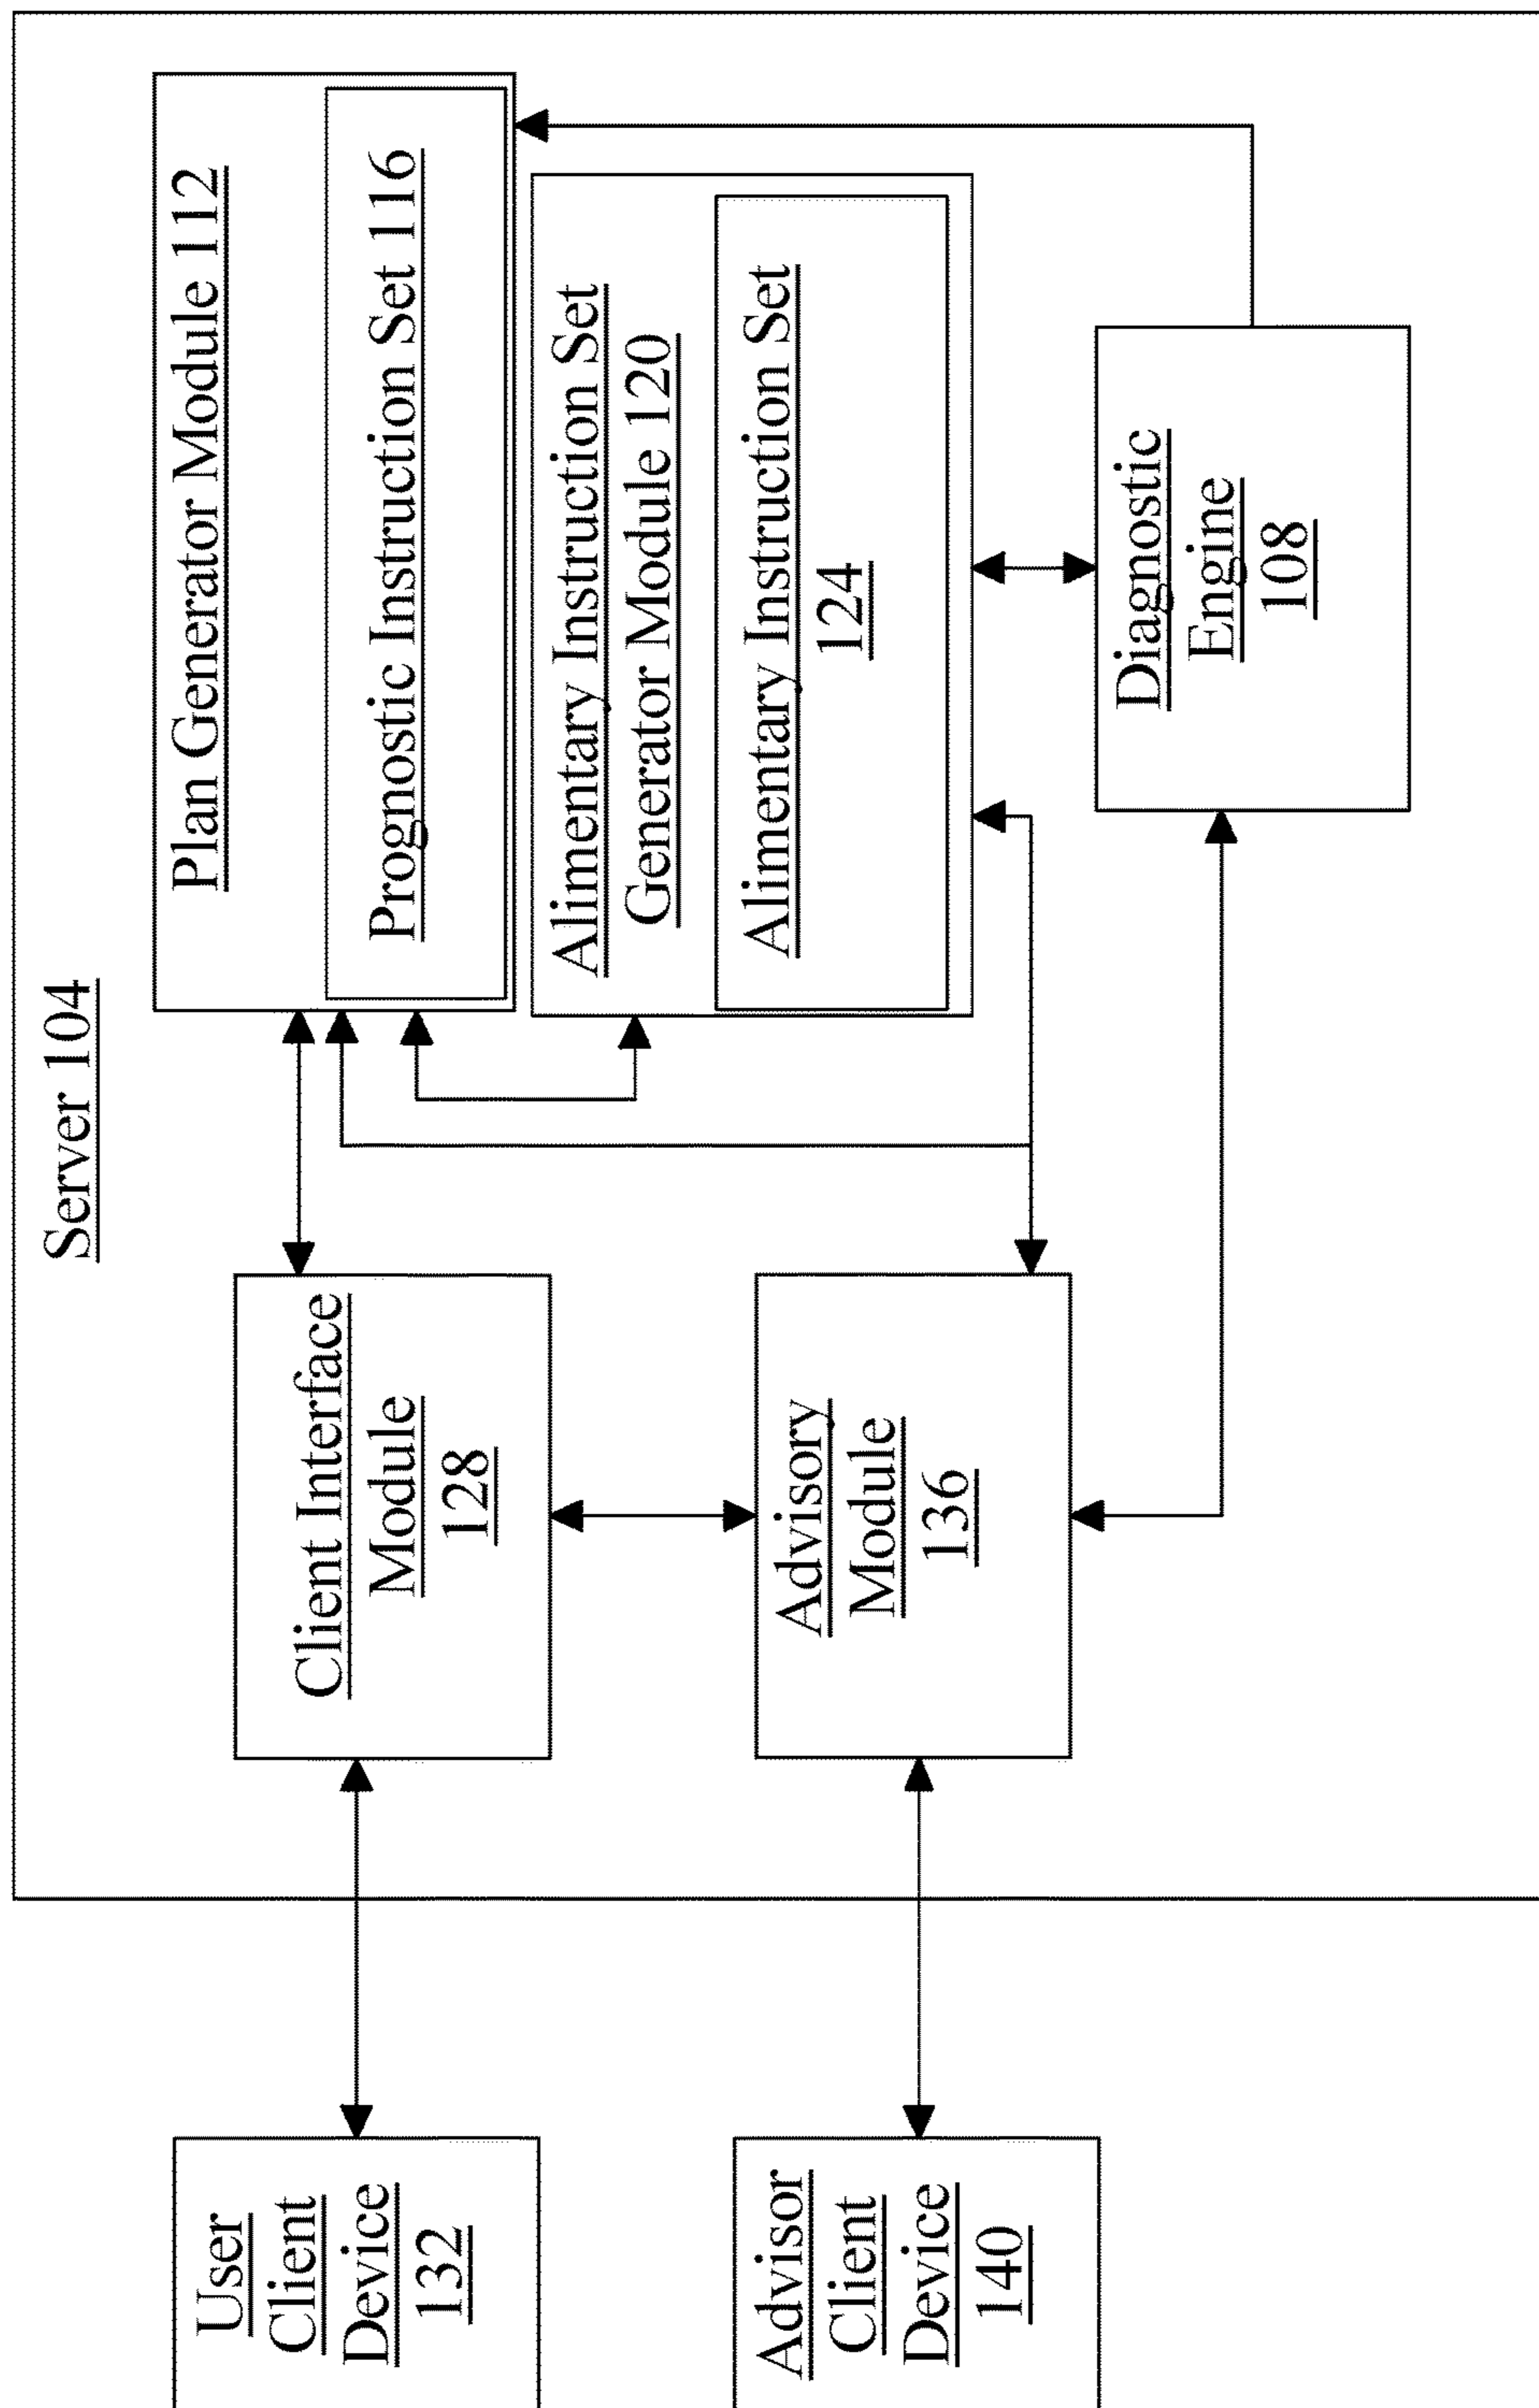 Server 104
User
Client
Device
132
Client Interface
Module
128
Plan Generator Module 112
Prognostic Instruction Set 116
Advisor
Client
Device
140
Advisory
Module
136
Alimentary Instruction Set
Generator Module 120
Alimentary Instruction Set
124
Diagnostic
Engine
108